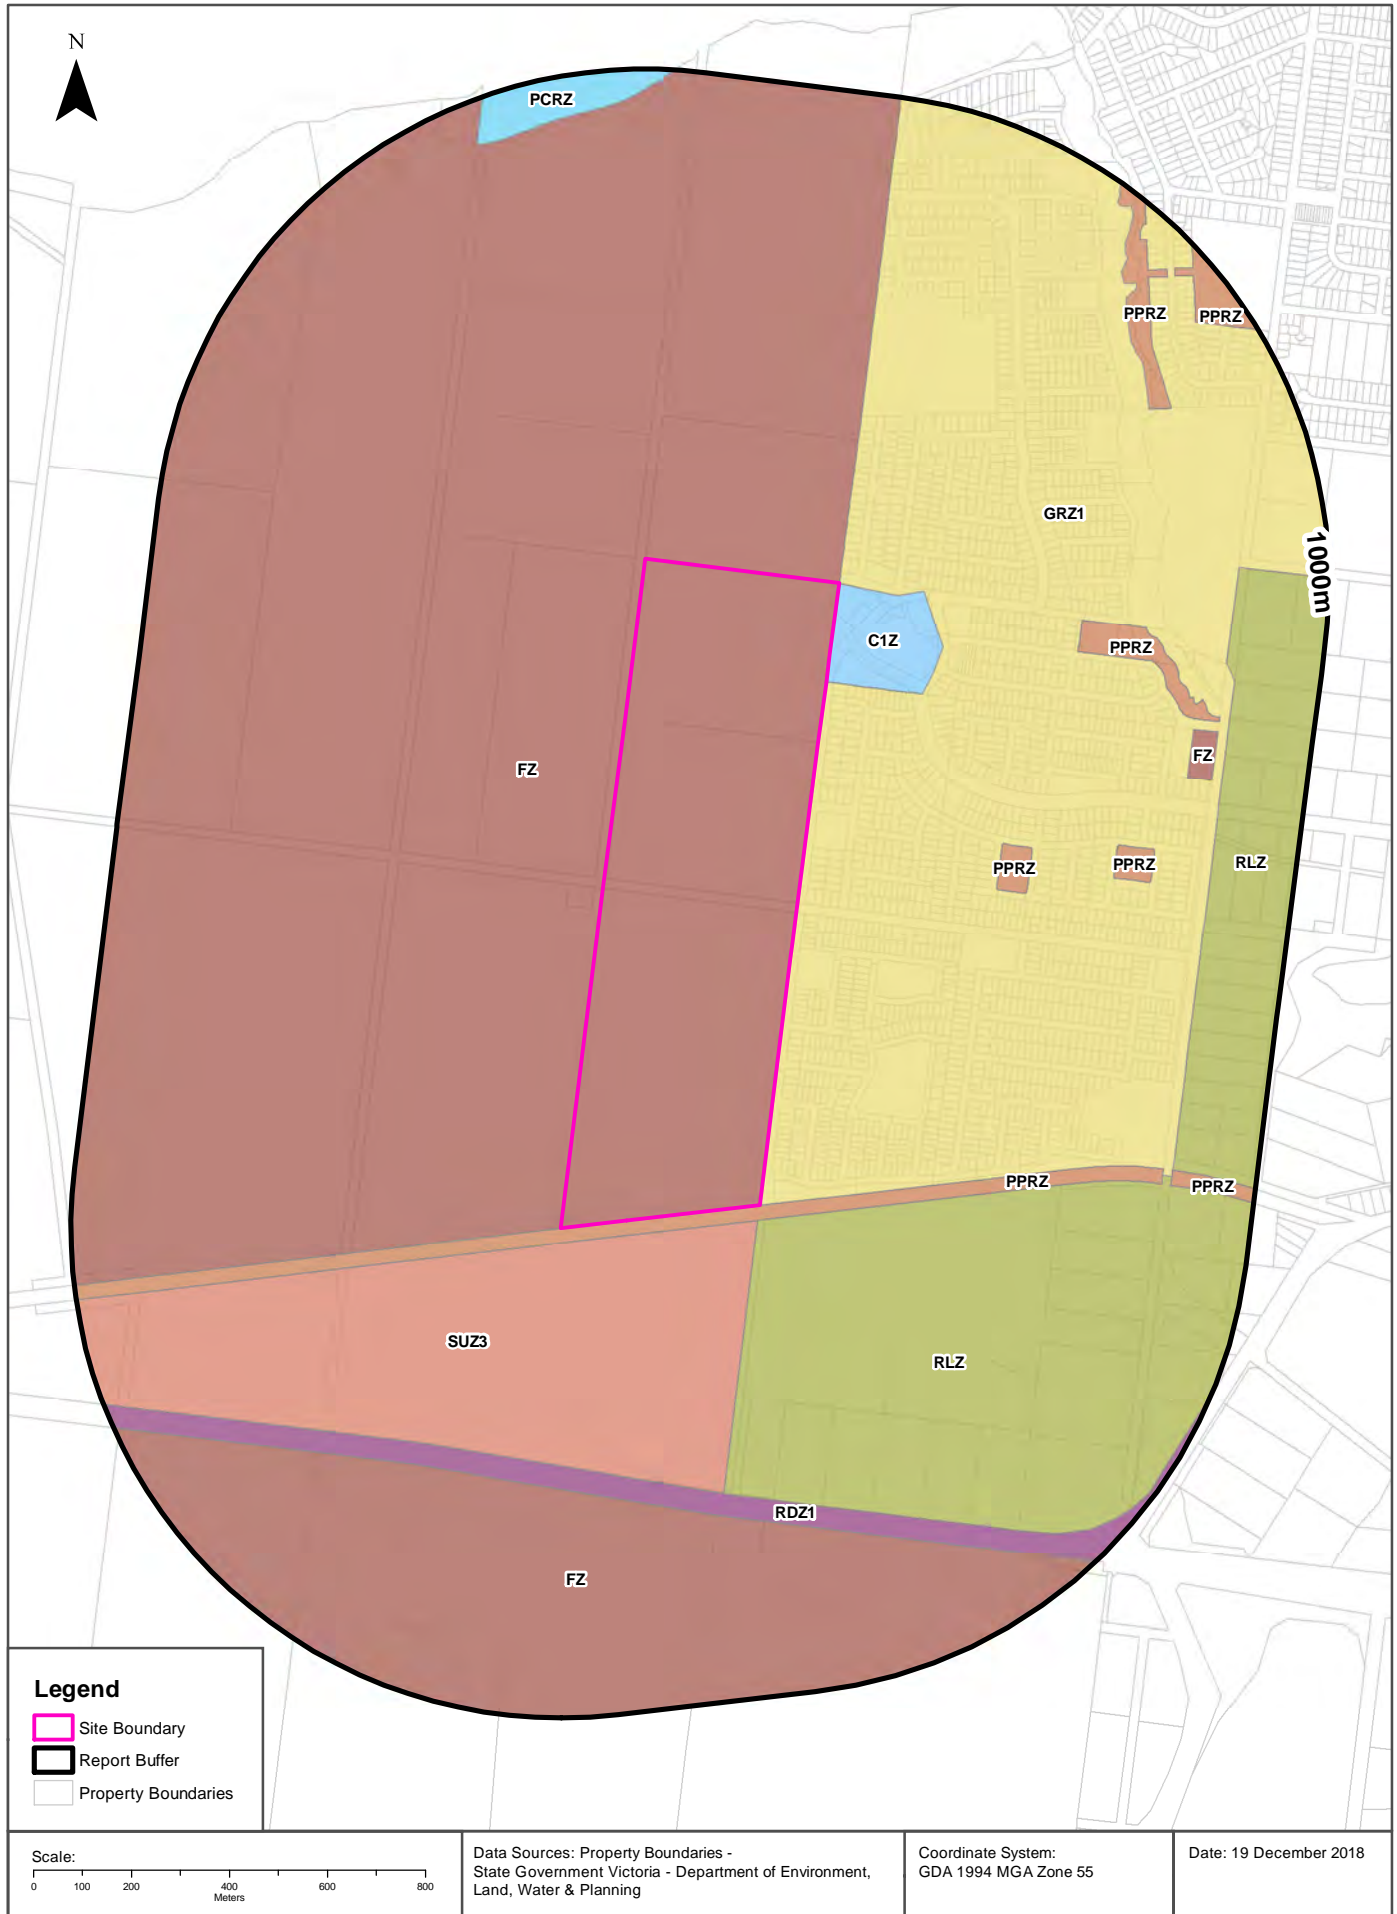 N
PCRZ
PPRZ
PPRZ
GRZ1
1000m
C1Z
PPRZ
FZ
FZ
PPRZ
PPRZ
RLZ
PPRZ
PPRZ
SUZ3
RLZ
RDZ1
FZ
Legend
Site Boundary
Report Buffer
Property Boundaries
Scale:
0 100 200 400 600 800
Meters
Data Sources: Property Boundaries -
State Government Victoria - Department of Environment,
Land, Water & Planning
Coordinate System:
GDA 1994 MGA Zone 55
Date: 19 December 2018